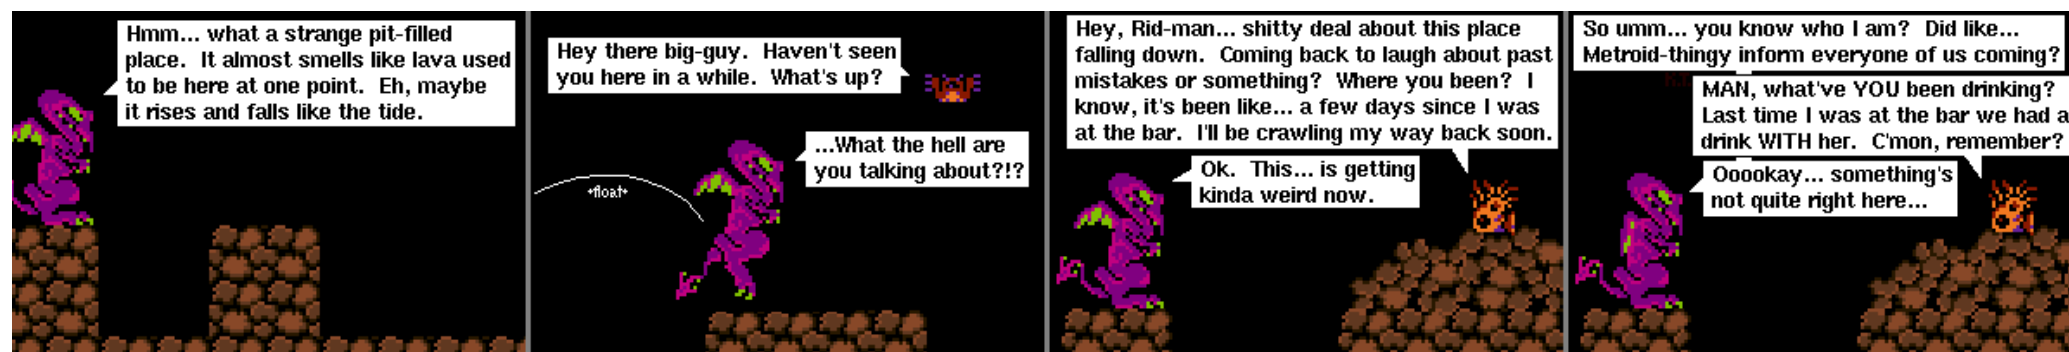 Hmm... what a strange pit-filled
place.  It almost smells like lava used
to be here at one point.  Eh, maybe
it rises and falls like the tide.
Hey there big-guy.  Haven't seen
you here in a while.  What's up?
...What the hell are
you talking about?!?
*float*
Hey, Rid-man... shitty deal about this place
falling down.  Coming back to laugh about past
mistakes or something?  Where you been?  I
know, it's been like... a few days since I was
at the bar.  I'll be crawling my way back soon.
Ok.  This... is getting
kinda weird now.
So umm... you know who I am?  Did like...
Metroid-thingy inform everyone of us coming?
MAN, what've YOU been drinking?
Last time I was at the bar we had a
drink WITH her.  C'mon, remember?
Ooookay... something's
not quite right here...